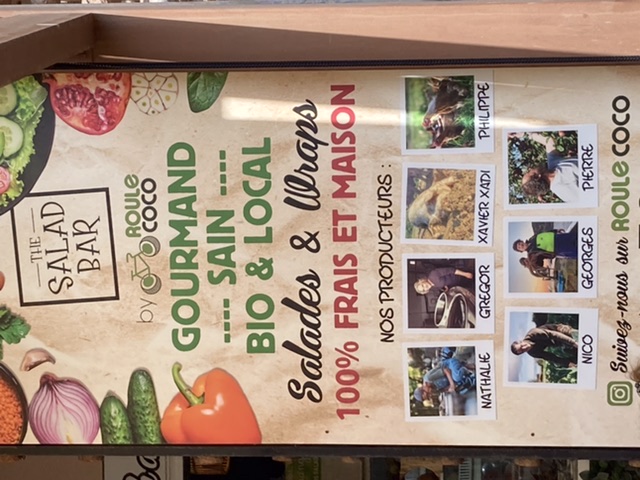 THE
SALAD
BAR
by ROULE
COCO
GOURMAND
---- SAIN ----
BIO & LOCAL
Salades & Wraps
100% FRAIS ET MAISON
NOS PRODUCTEURS :
NATHALIE
GREGOR
XAVIER XADI
PHILIPPE
NICO
GEORGES
PIERRE
Suivez-nous sur ROULE COCO